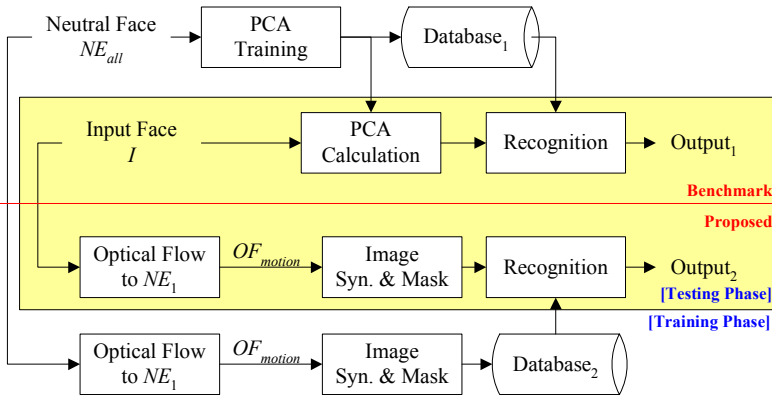 Neutral Face
NE_all
PCA
Training
Database_1
Input Face
I
PCA
Calculation
Recognition
Output_1
Benchmark
Proposed
Optical Flow
to NE_1
OF_motion
Image
Syn. & Mask
Recognition
Output_2
[Testing Phase]
[Training Phase]
Optical Flow
to NE_1
OF_motion
Image
Syn. & Mask
Database_2